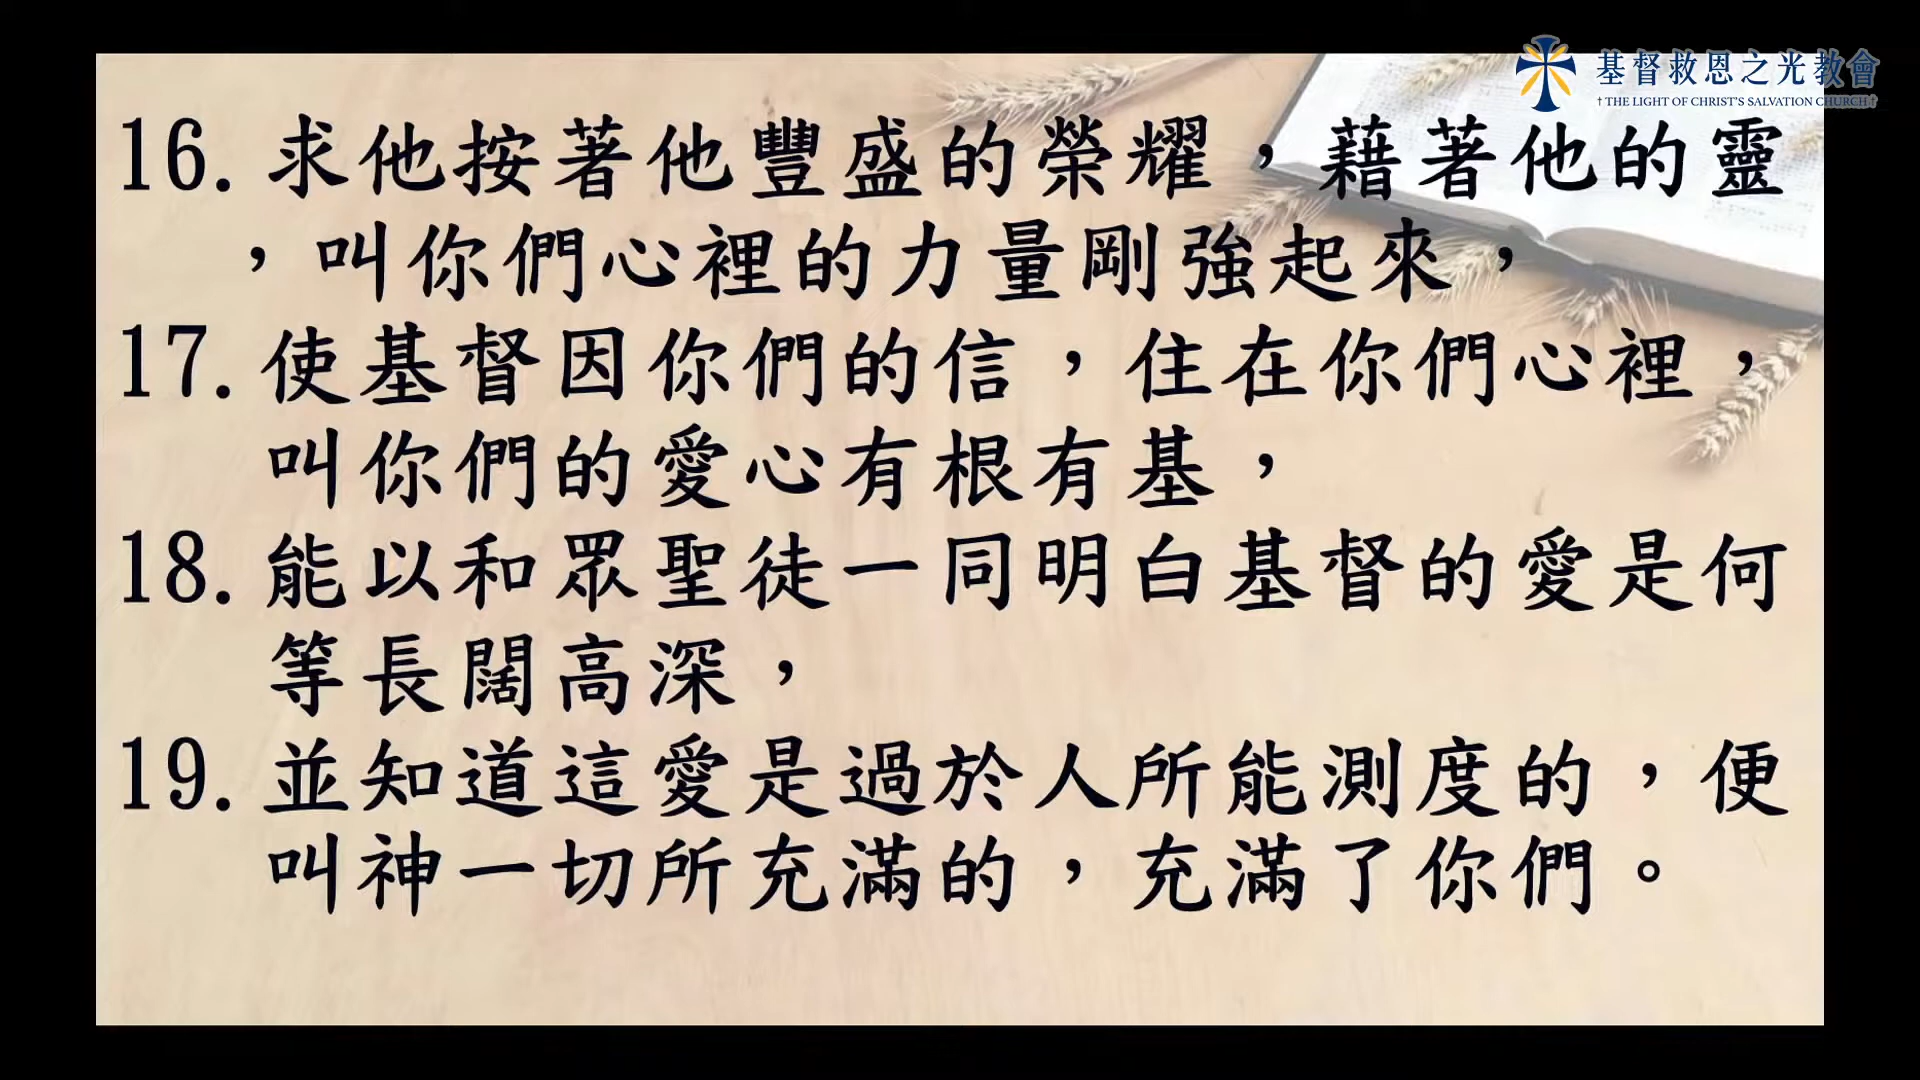 基督救恩之光教會
†THE LIGHT OF CHRIST'S SALVATION CHURCH†
16.求他按著他豐盛的榮耀，藉著他的靈
，叫你們心裡的力量剛強起來，
17.使基督因你們的信，住在你們心裡，
叫你們的愛心有根有基，
18.能以和眾聖徒一同明白基督的愛是何
等長闊高深，
19.並知道這愛是過於人所能測度的，便
叫神一切所充滿的，充滿了你們。